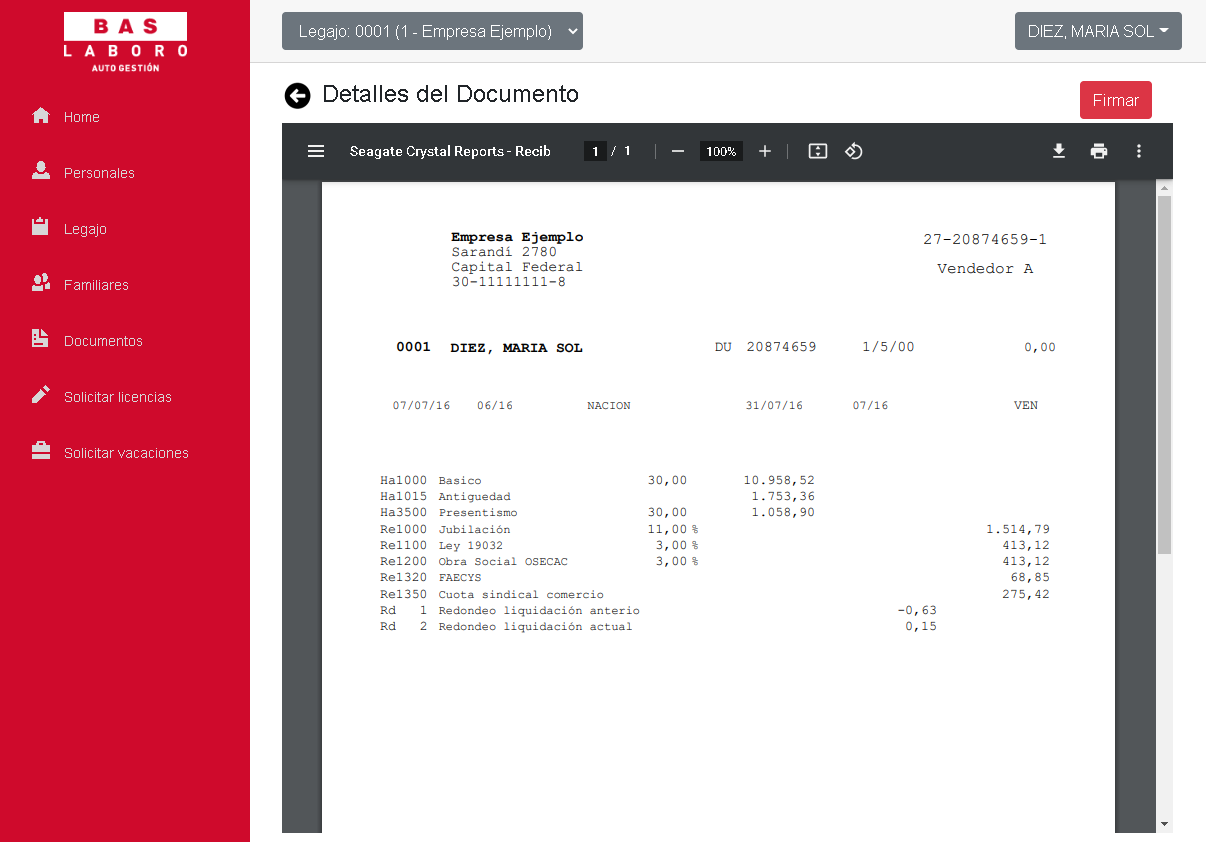 BAS
LABORO
AUTOGESTIÓN
Home
Personales
Legajo
Familiares
Documentos
Solicitar licencias
Solicitar vacaciones
Legajo: 0001 (1 - Empresa Ejemplo)
DIEZ, MARIA SOL
Detalles del Documento
Firmar
Seagate Crystal Reports - Recib
1 / 1
100%
Empresa Ejemplo 27-20874659-1
Sarandí 2780
Capital Federal Vendedor A
30-11111111-8
0001 DIEZ, MARIA SOL DU 20874659 1/5/00 0,00
07/07/16 06/16 NACION 31/07/16 07/16 VEN
Ha1000 Basico 30,00 10.958,52
Ha1015 Antiguedad 1.753,36
Ha3500 Presentismo 30,00 1.058,90
Re1000 Jubilación 11,00 % 1.514,79
Re1100 Ley 19032 3,00 % 413,12
Re1200 Obra Social OSECAC 3,00 % 413,12
Re1320 FAECYS 68,85
Re1350 Cuota sindical comercio 275,42
Rd 1 Redondeo liquidación anterio -0,63
Rd 2 Redondeo liquidación actual 0,15